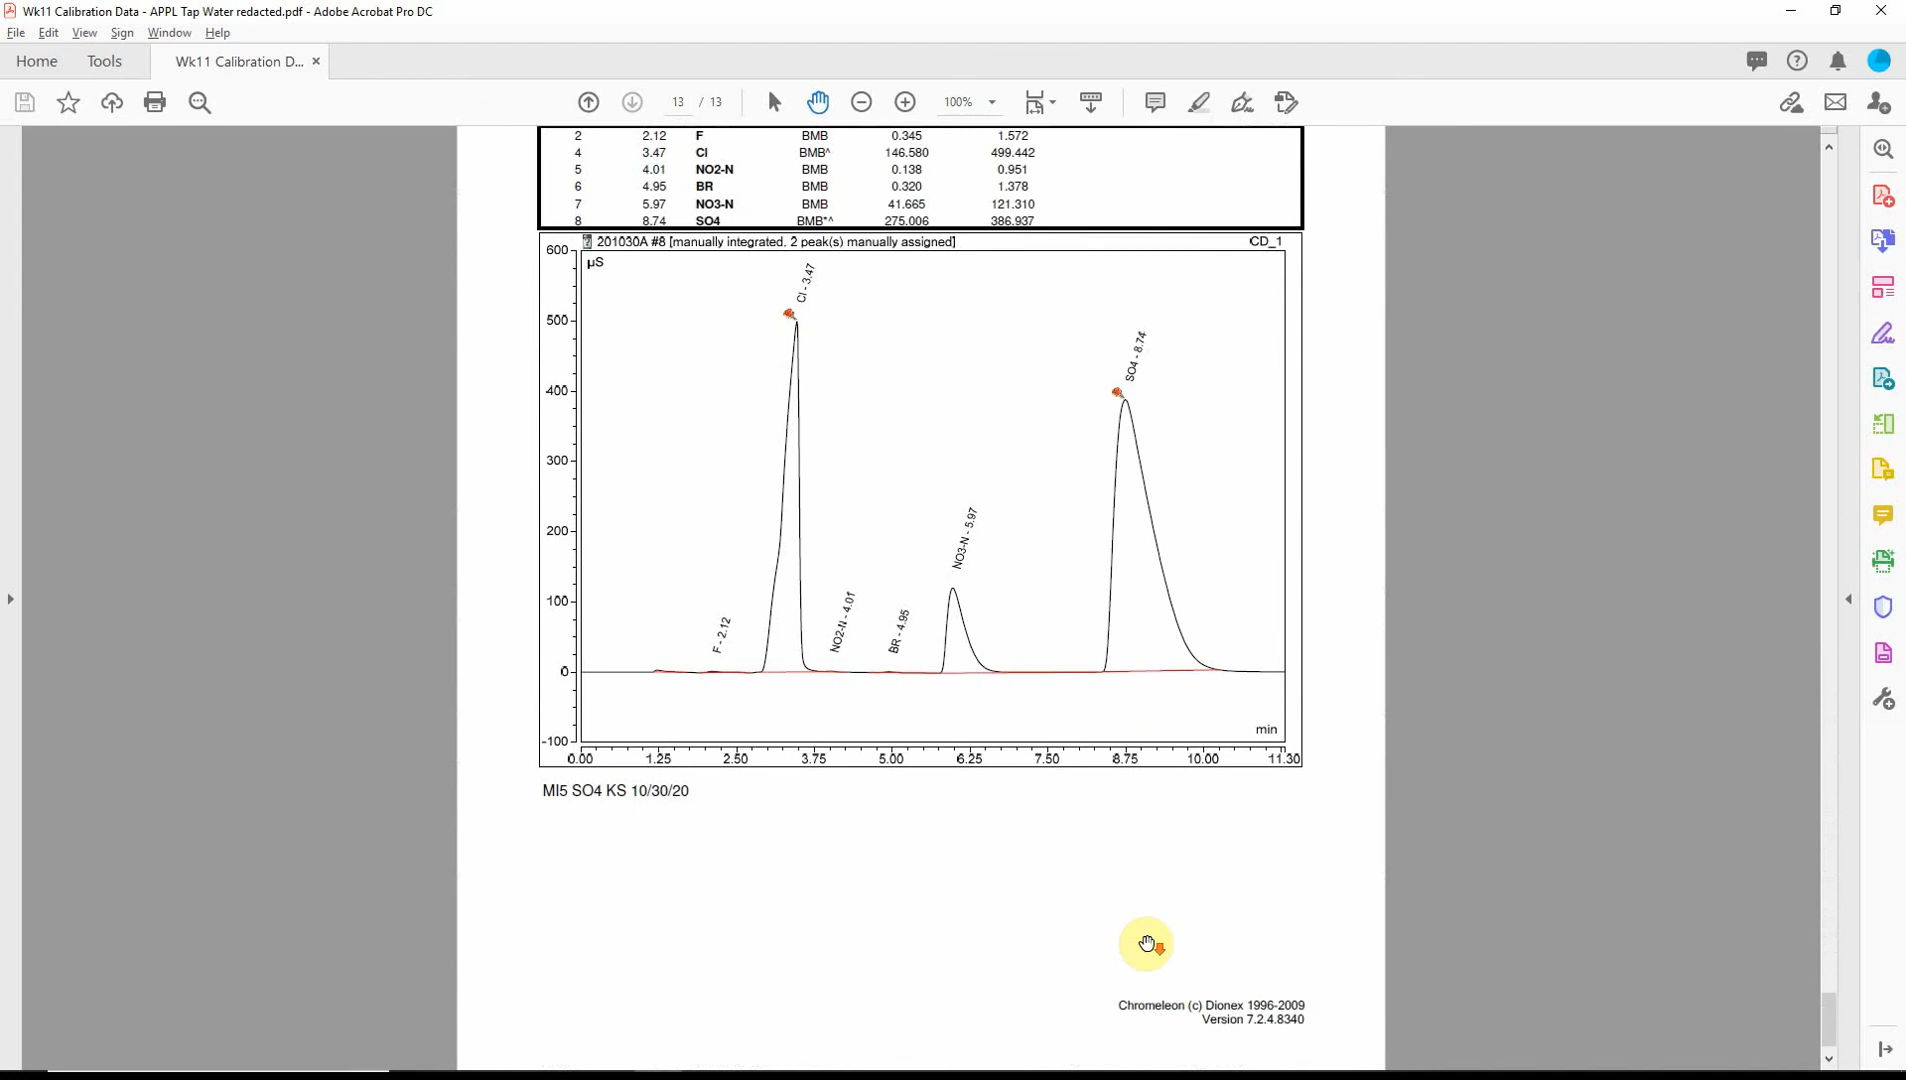 Wk11 Calibration Data - APPL Tap Water redacted.pdf - Adobe Acrobat Pro DC
File Edit View Sign Window Help
Home Tools Wk11 Calibration D... ×
13 / 13 100%
2 2.12 F BMB 0.345 1.572
4 3.47 Cl BMB^ 146.580 499.442
5 4.01 NO2-N BMB 0.138 0.951
6 4.95 BR BMB 0.320 1.378
7 5.97 NO3-N BMB 41.665 121.310
8 8.74 SO4 BMB*^ 275.006 386.937
201030A #8 [manually integrated, 2 peak(s) manually assigned] CD_1
600
µS
Cl - 3.47
500
SO4 - 8.74
400
300
200
NO3-N - 5.97
100
F - 2.12
NO2-N - 4.01
BR - 4.95
0
min
-100
0.00 1.25 2.50 3.75 5.00 6.25 7.50 8.75 10.00 11.30
MI5 SO4 KS 10/30/20
Chromeleon (c) Dionex 1996-2009
Version 7.2.4.8340